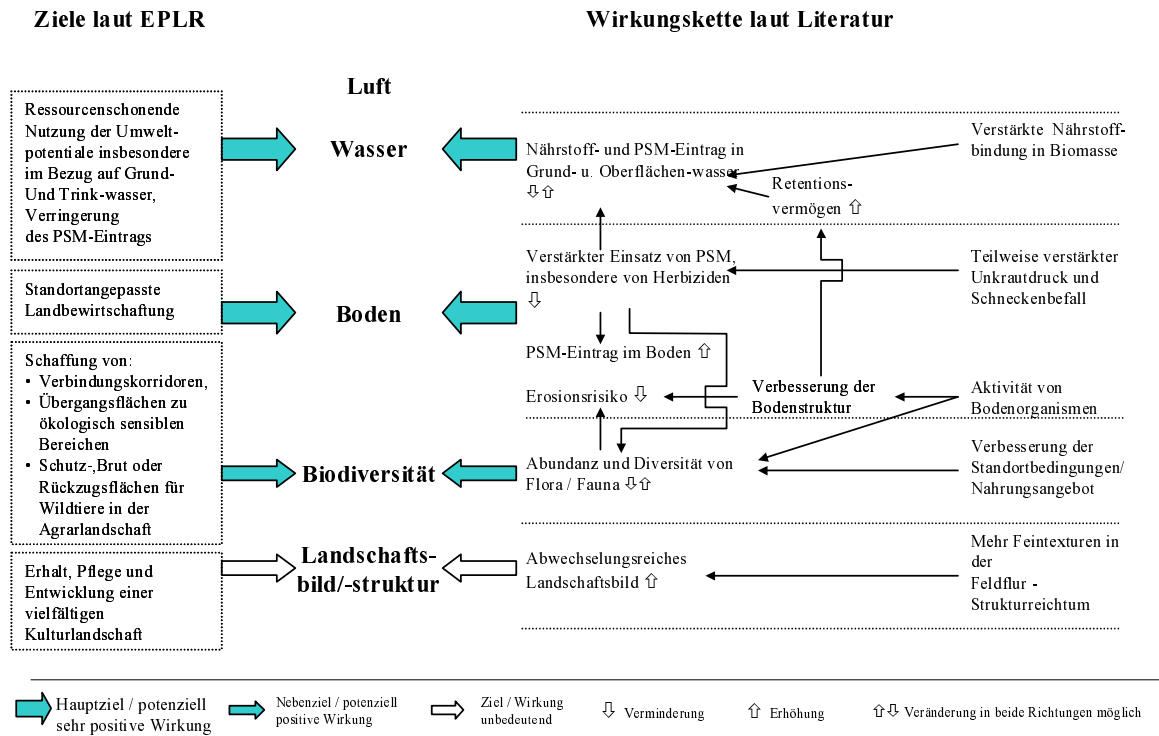 Ziele laut EPLR
Wirkungskette laut Literatur
Ressourcenschonende
Nutzung der Umwelt-
potentiale insbesondere
im Bezug auf Grund-
Und Trink-wasser,
Verringerung
des PSM-Eintrags
Standortangepasste
Landbewirtschaftung
Schaffung von:
• Verbindungskorridoren,
• Übergangsflächen zu
ökologisch sensiblen
Bereichen
• Schutz-,Brut oder
Rückzugsflächen für
Wildtiere in der
Agrarlandschaft
Erhalt, Pflege und
Entwicklung einer
vielfältigen
Kulturlandschaft
Luft
Wasser
Boden
Biodiversität
Landschafts-
bild/-struktur
Nährstoff- und PSM-Eintrag in
Grund- u. Oberflächen-wasser
⇩⇧
Retentions-
vermögen ⇧
Verstärkte Nährstoff-
bindung in Biomasse
Verstärkter Einsatz von PSM,
insbesondere von Herbiziden
⇩
Teilweise verstärkter
Unkrautdruck und
Schneckenbefall
PSM-Eintrag im Boden ⇧
Erosionsrisiko ⇩
Verbesserung der
Bodenstruktur
Aktivität von
Bodenorganismen
Abundanz und Diversität von
Flora / Fauna ⇩⇧
Verbesserung der
Standortbedingungen/
Nahrungsangebot
Abwechselungsreiches
Landschaftsbild ⇧
Mehr Feintexturen in
der
Feldflur -
Strukturreichtum
Hauptziel / potenziell
sehr positive Wirkung
Nebenziel / potenziell
positive Wirkung
Ziel / Wirkung
unbedeutend
⇩ Verminderung
⇧ Erhöhung
⇧⇩ Veränderung in beide Richtungen möglich